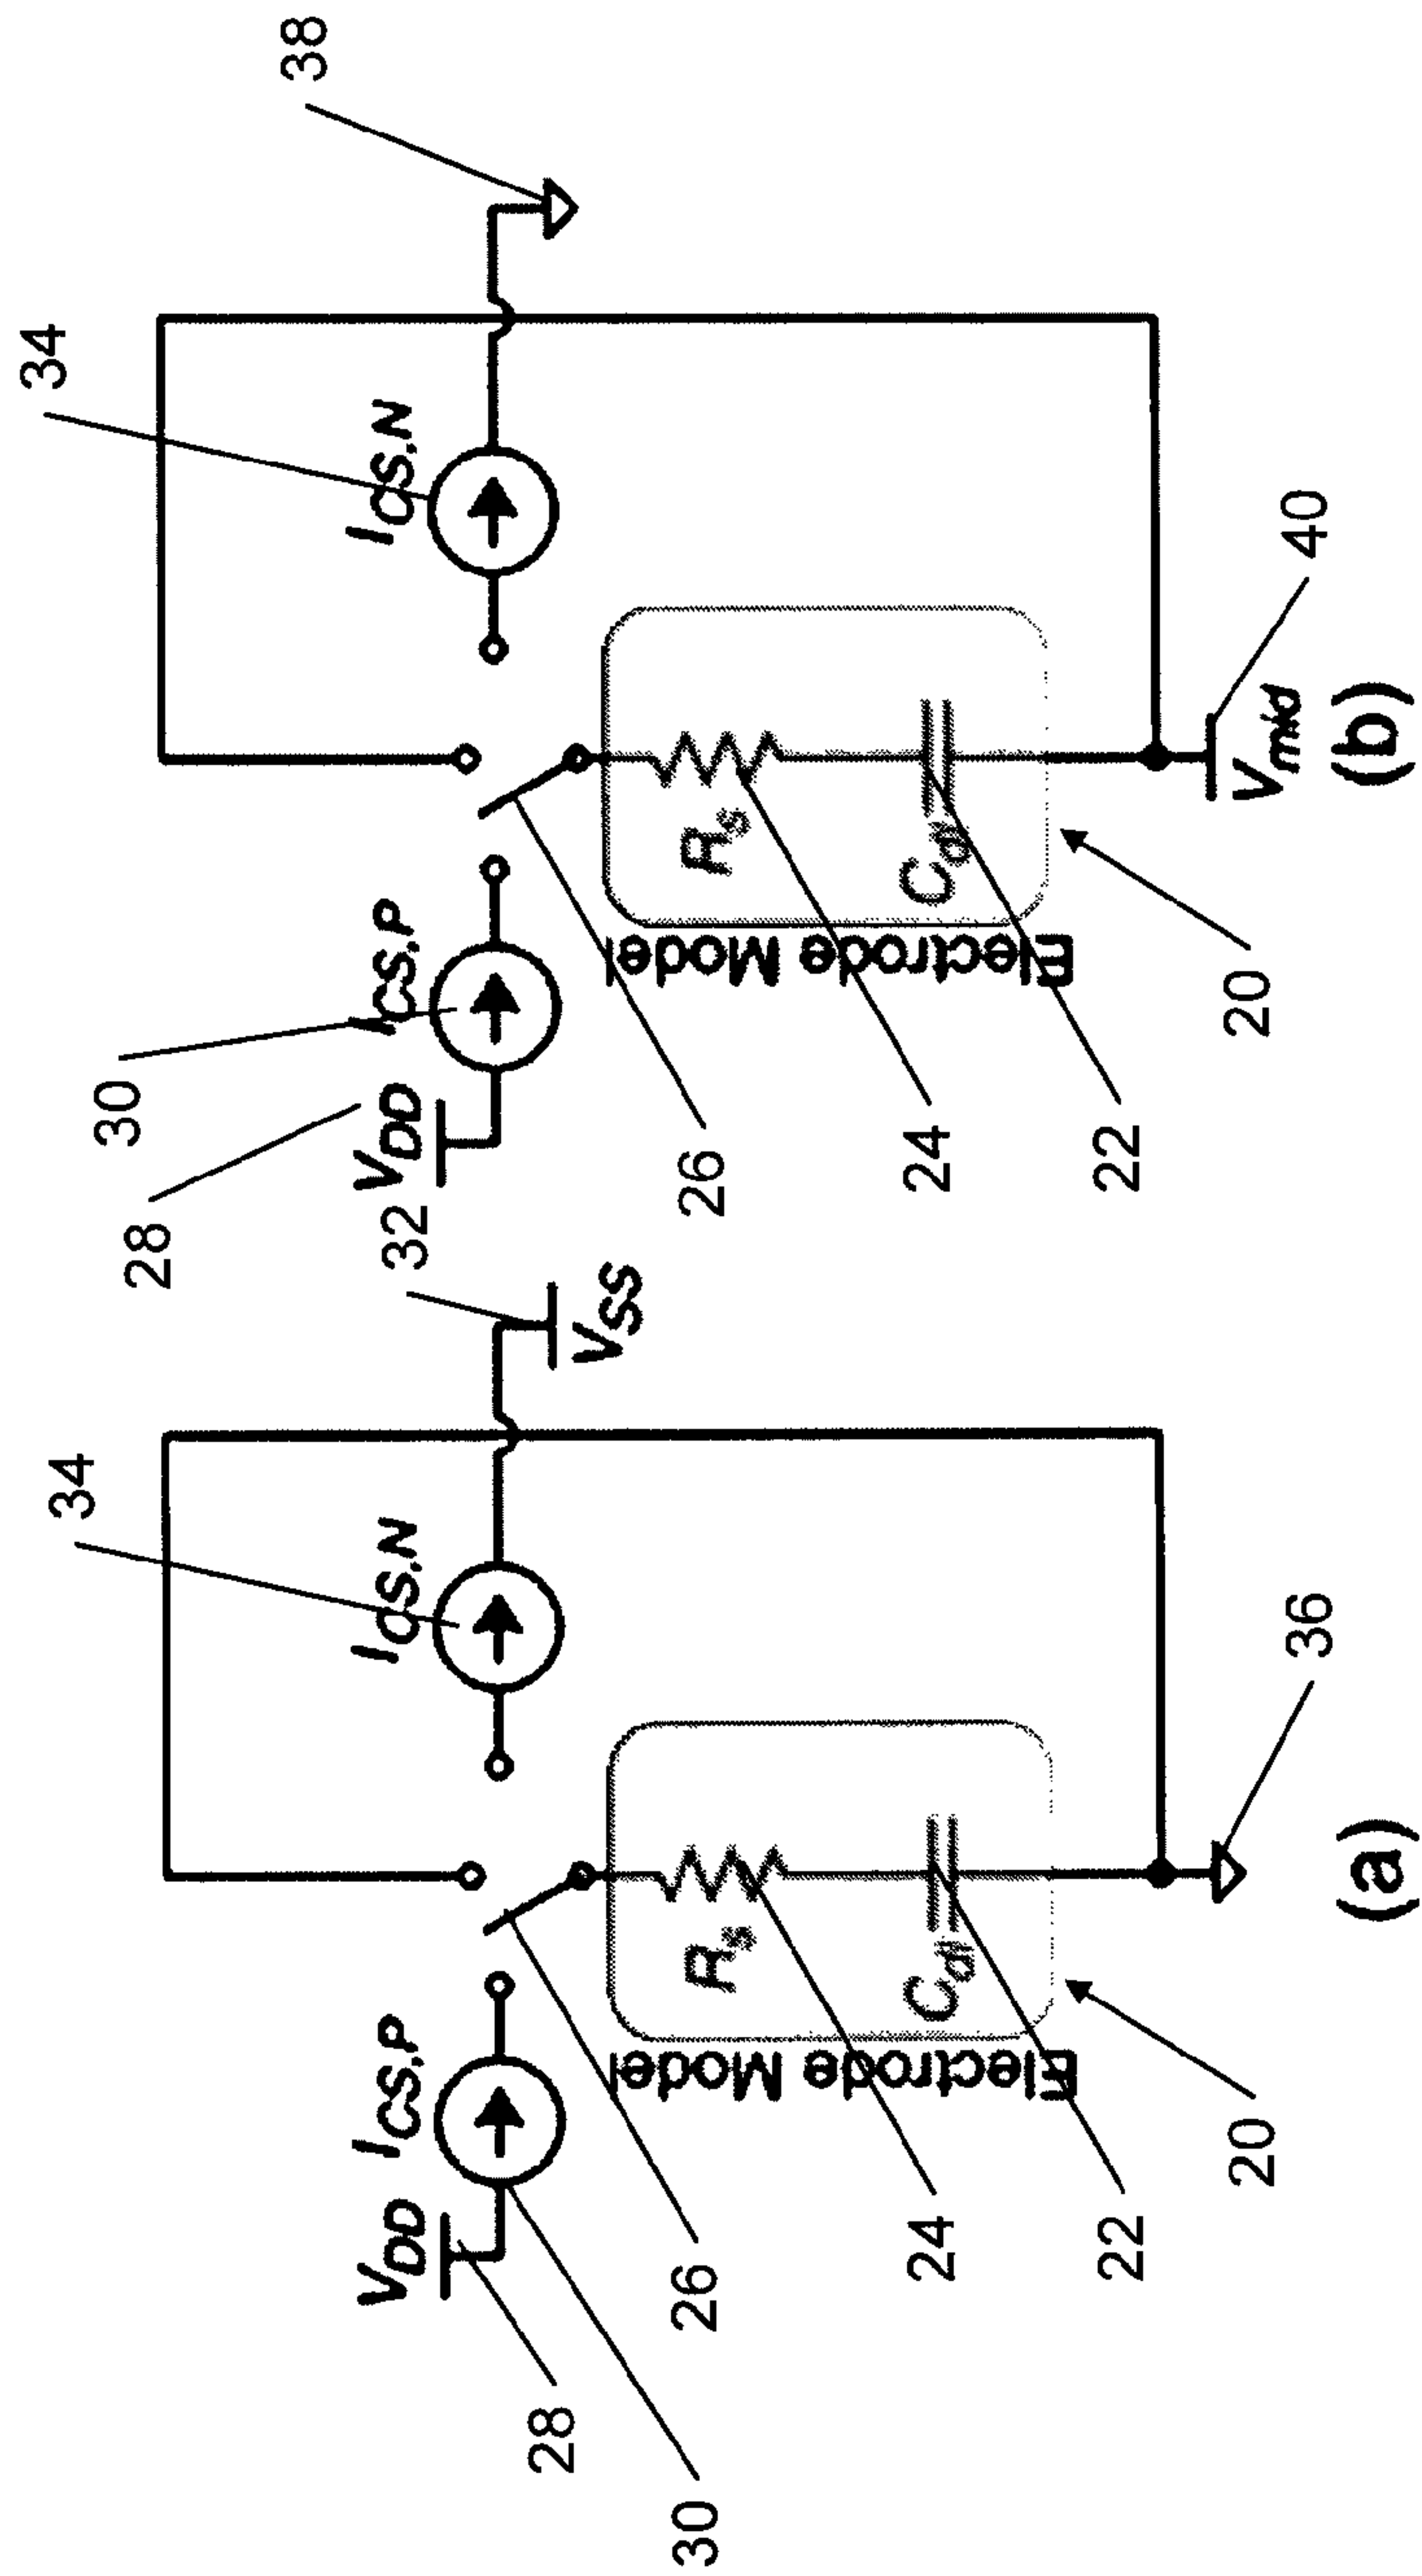 34
I_CS,N
32
V_SS
V_DD
I_CS,P
28
30
26
R_s
24
C_dl
22
Electrode Model
20
36
(a)
34
38
I_CS,N
30
28
V_DD
I_CS,P
26
R_s
24
C_dl
22
Electrode Model
20
V_mid
40
(b)